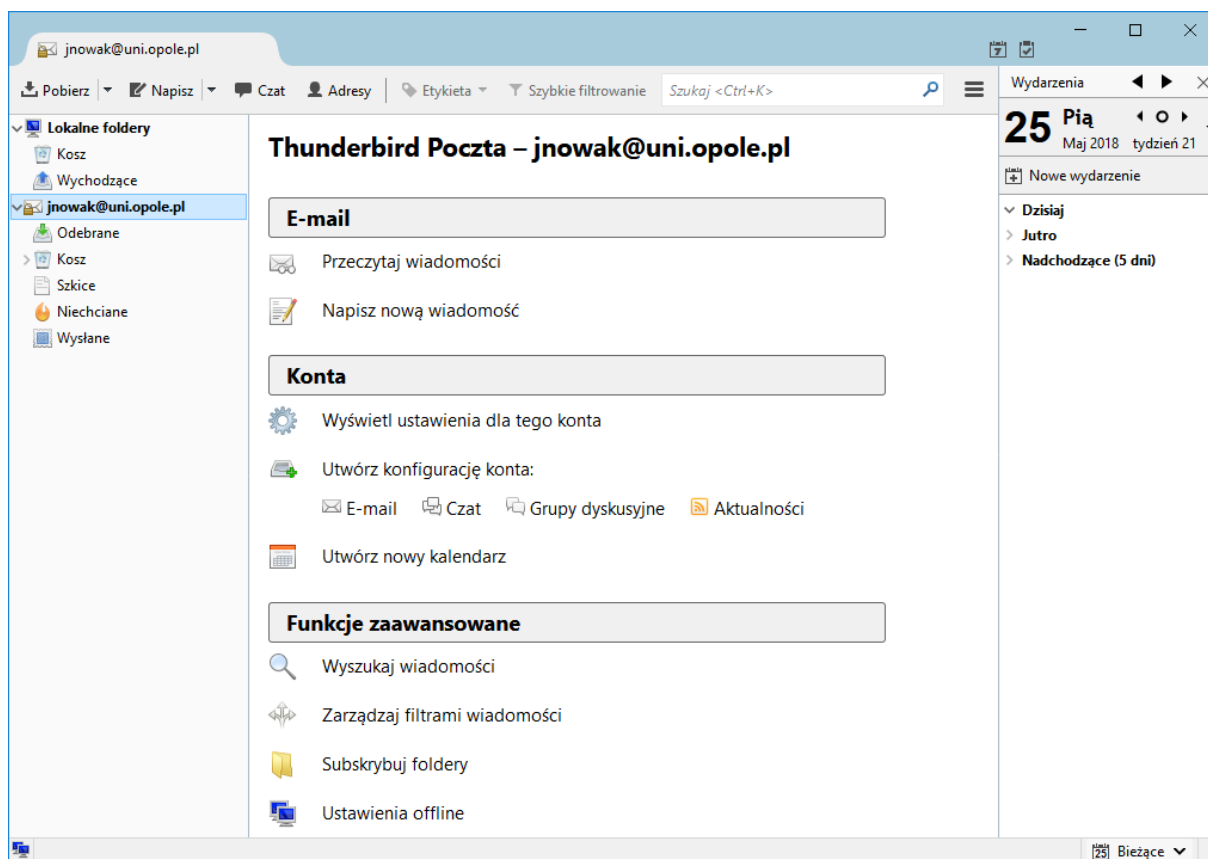 jnowak@uni.opole.pl
7
Pobierz Napisz Czat Adresy Etykieta Szybkie filtrowanie Szukaj <Ctrl+K>
Lokalne foldery
Kosz
Wychodzące
jnowak@uni.opole.pl
Odebrane
Kosz
Szkice
Niechciane
Wysłane
Thunderbird Poczta – jnowak@uni.opole.pl
E-mail
Przeczytaj wiadomości
Napisz nową wiadomość
Konta
Wyświetl ustawienia dla tego konta
Utwórz konfigurację konta:
E-mail Czat Grupy dyskusyjne Aktualności
Utwórz nowy kalendarz
Funkcje zaawansowane
Wyszukaj wiadomości
Zarządzaj filtrami wiadomości
Subskrybuj foldery
Ustawienia offline
Wydarzenia
25 Pią
Maj 2018 tydzień 21
Nowe wydarzenie
Dzisiaj
Jutro
Nadchodzące (5 dni)
25 Bieżące